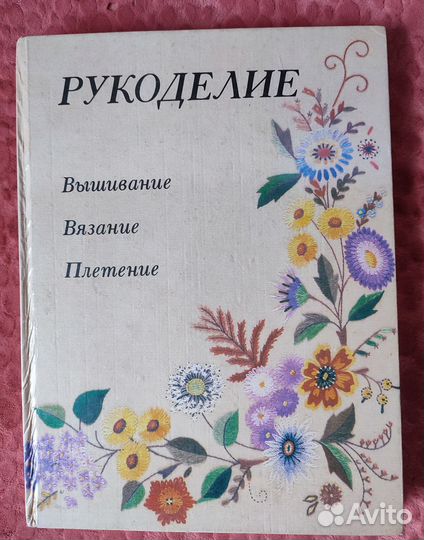 РУКОДЕЛИЕ
Вышивание
Вязание
Плетение
Avito